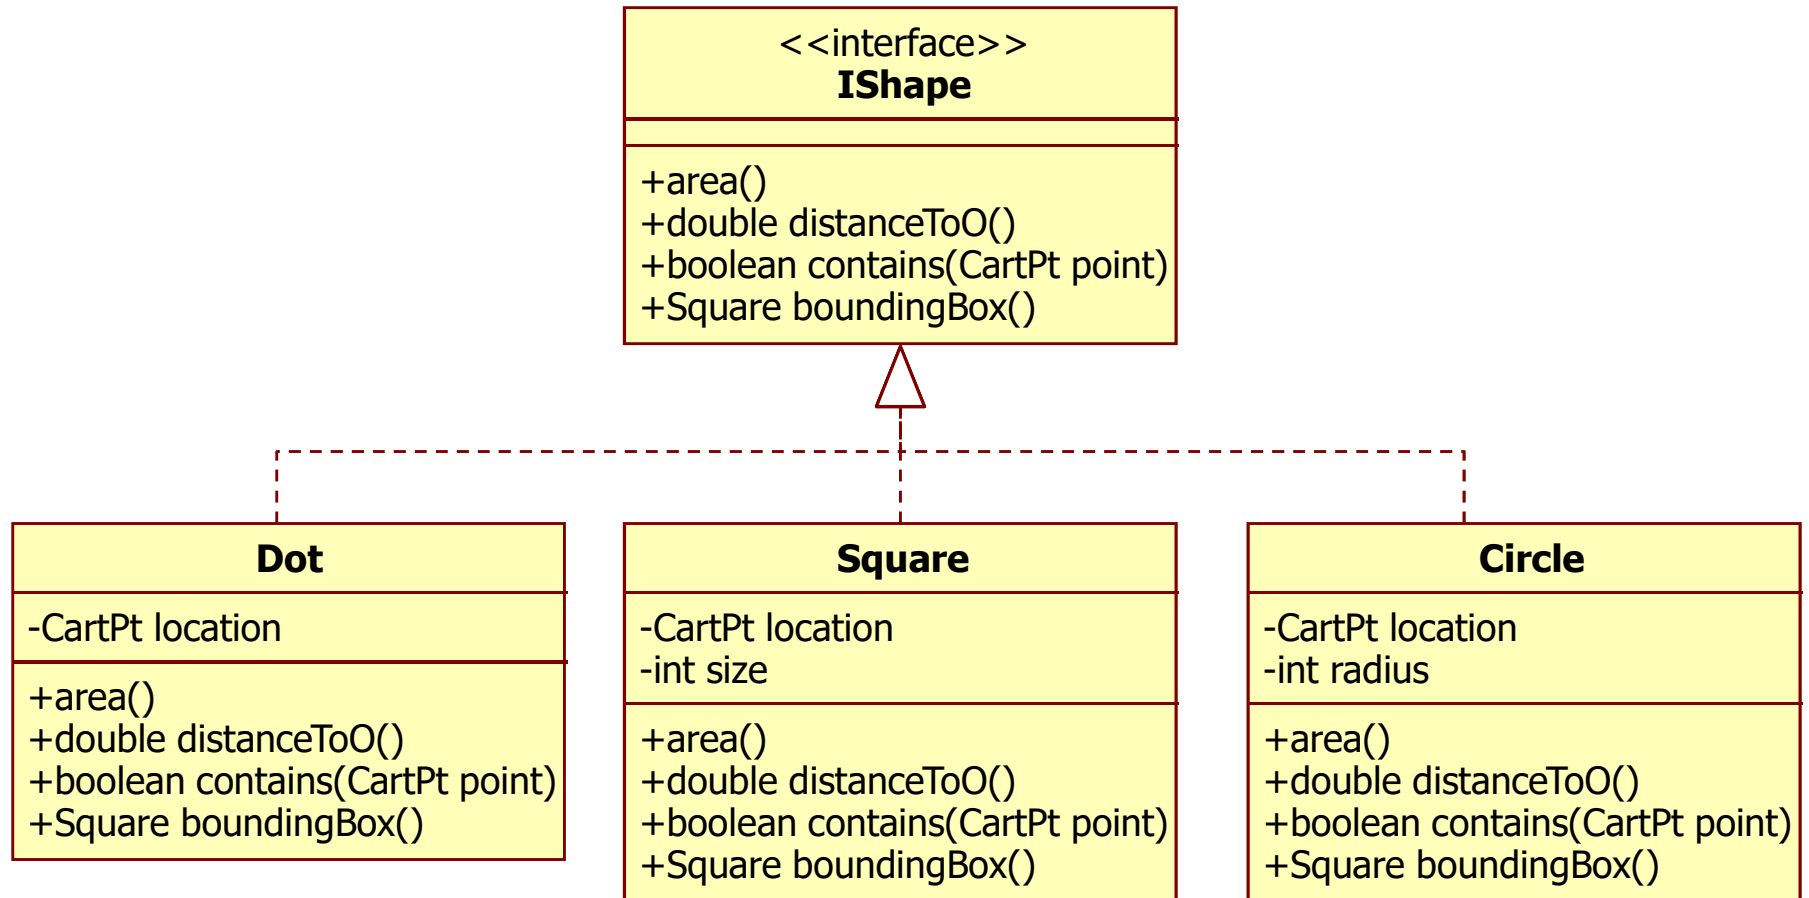 <<interface>>
IShape
+area()
+double distanceToO()
+boolean contains(CartPt point)
+Square boundingBox()
Dot
-CartPt location
+area()
+double distanceToO()
+boolean contains(CartPt point)
+Square boundingBox()
Square
-CartPt location
-int size
+area()
+double distanceToO()
+boolean contains(CartPt point)
+Square boundingBox()
Circle
-CartPt location
-int radius
+area()
+double distanceToO()
+boolean contains(CartPt point)
+Square boundingBox()